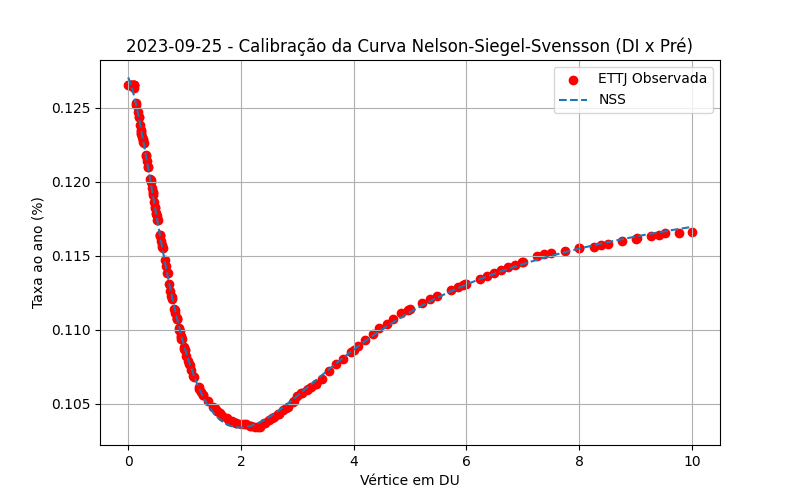 2023-09-25 - Calibração da Curva Nelson-Siegel-Svensson (DI x Pré)
ETTJ Observada
NSS
Taxa ao ano (%)
0.125
0.120
0.115
0.110
0.105
0 2 4 6 8 10
Vértice em DU